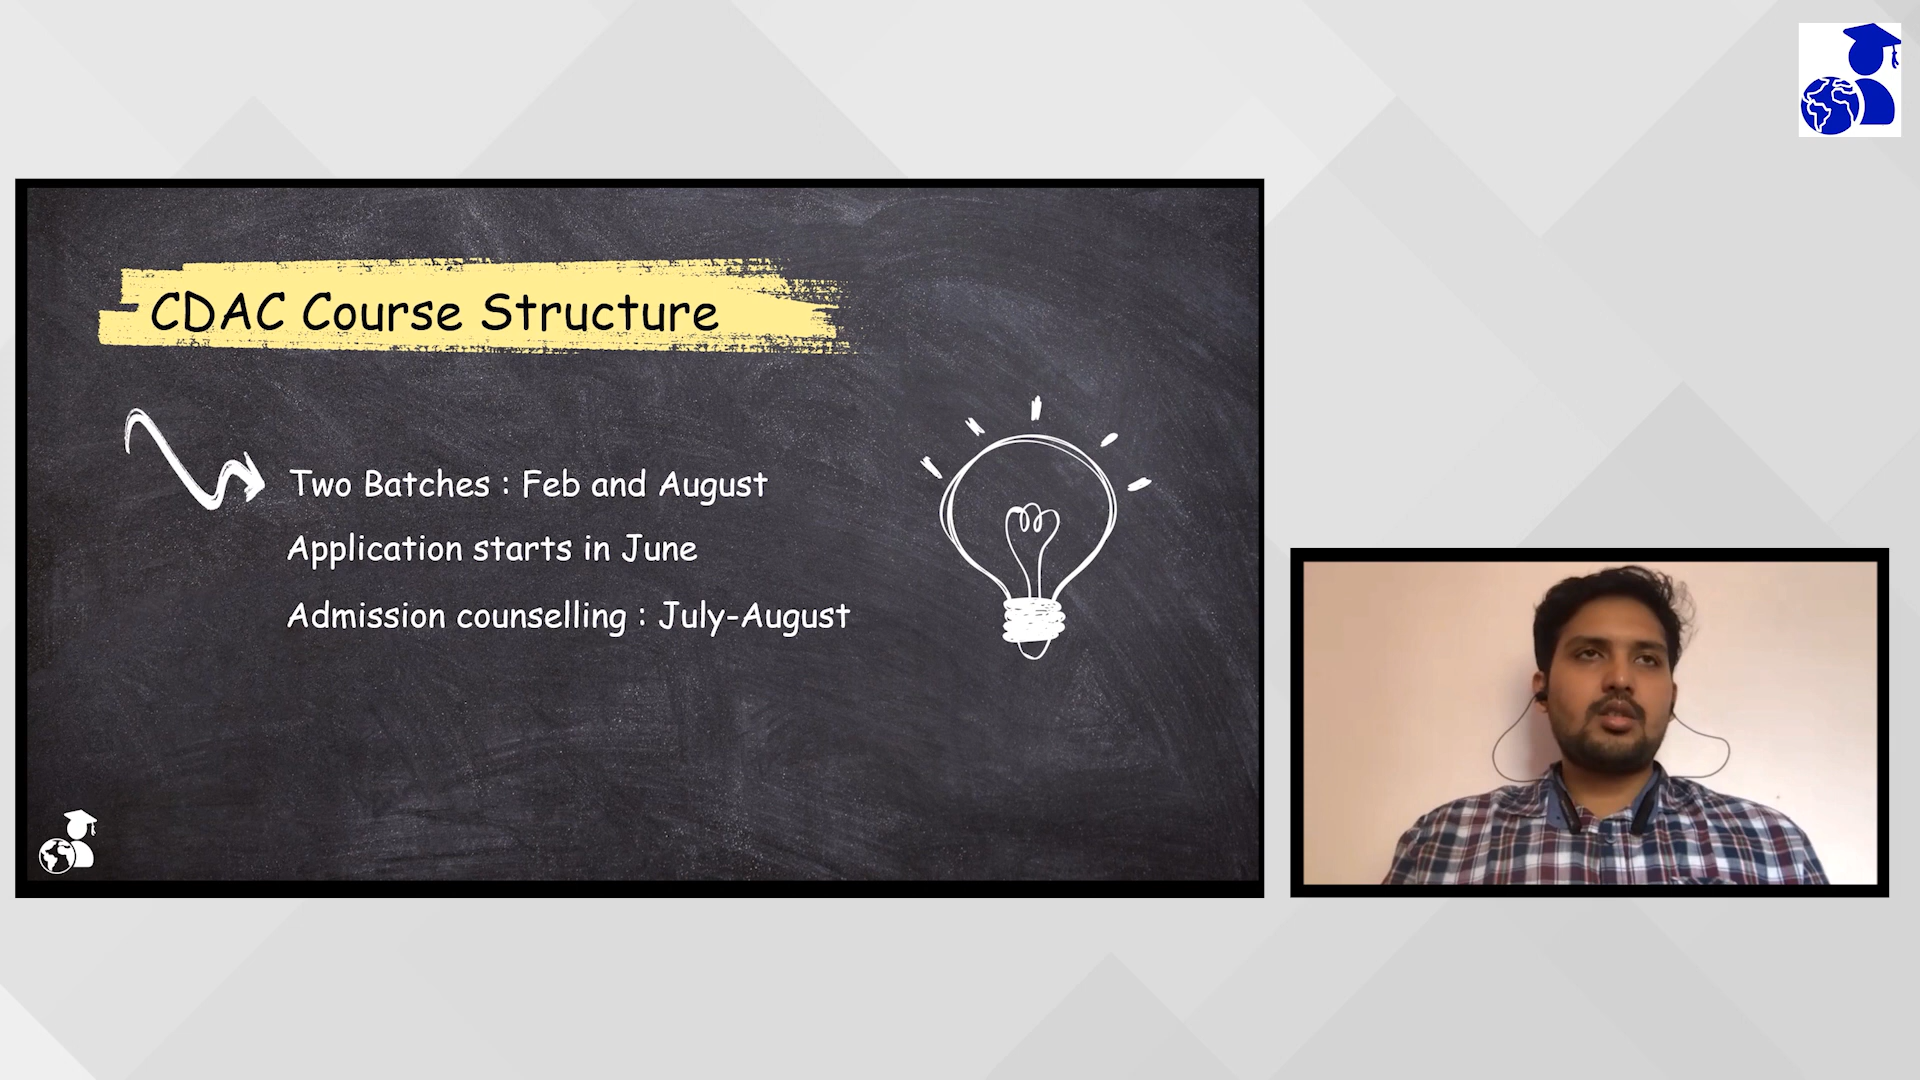 CDAC Course Structure
Two Batches : Feb and August
Application starts in June
Admission counselling : July-August